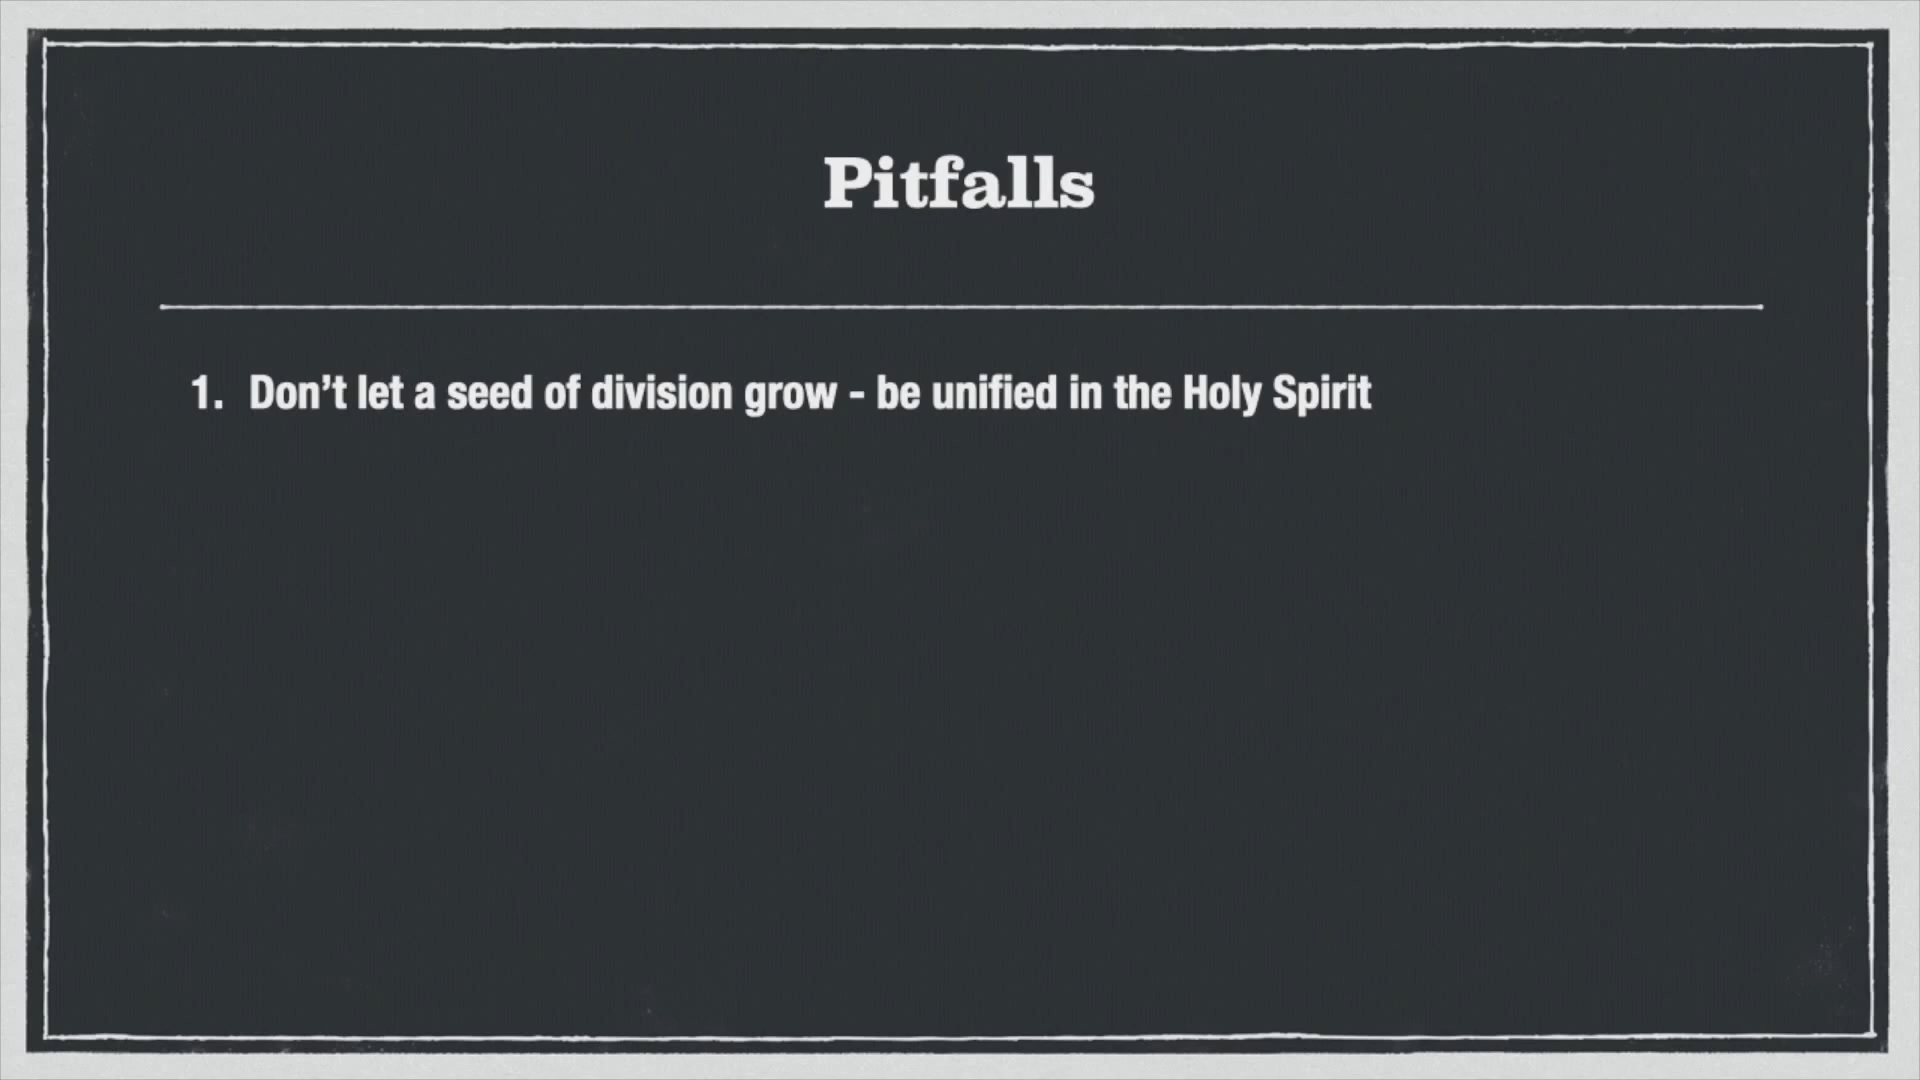 Pitfalls
1. Don’t let a seed of division grow - be unified in the Holy Spirit